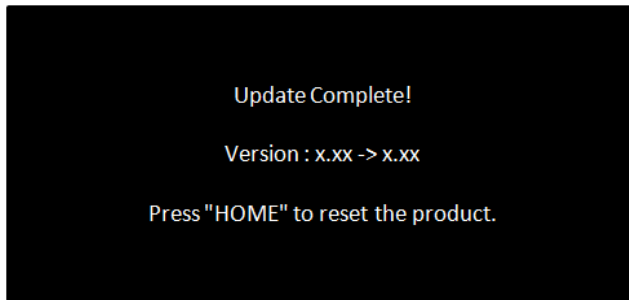 Update Complete!
Version : x.xx -> x.xx
Press "HOME" to reset the product.